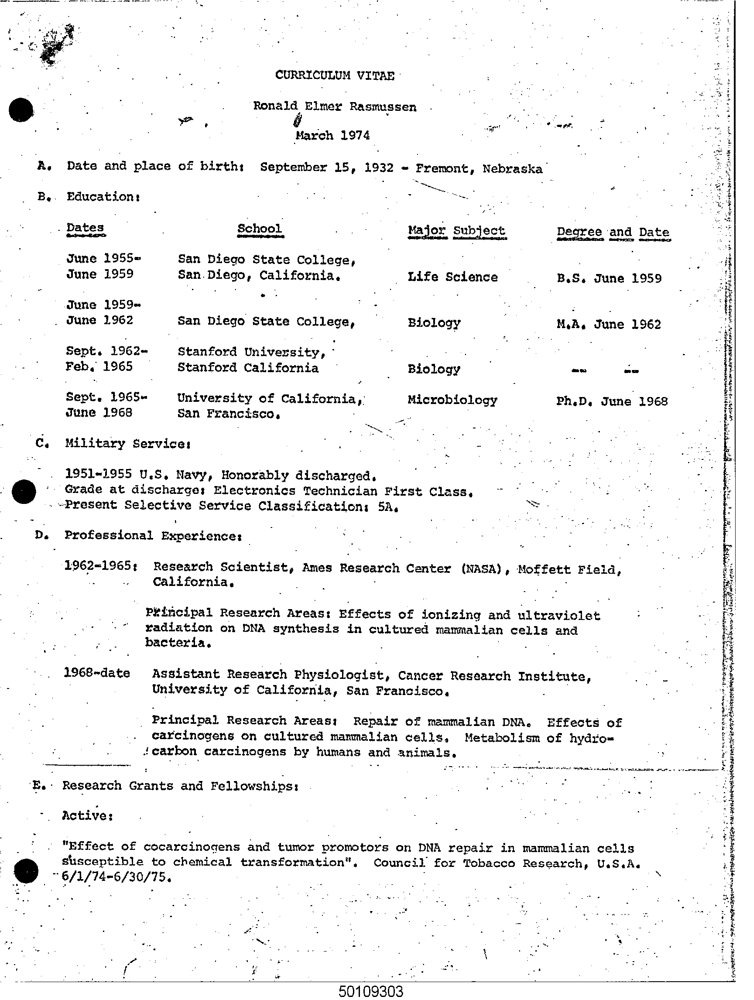 CURRICULUM VITAE
Ronald Elmer Rasmussen
March 1974
A. Date and place of birth: September 15, 1932 - Fremont, Nebraska
B. Education:
Dates School Major Subject Degree and Date
June 1955- San Diego State College,
June 1959 San Diego, California. Life Science B.S. June 1959
June 1959-
June 1962 San Diego State College, Biology M.A. June 1962
Sept. 1962- Stanford University,
Feb. 1965 Stanford California Biology -- --
Sept. 1965- University of California, Microbiology Ph.D. June 1968
June 1968 San Francisco.
C. Military Service:
1951-1955 U.S. Navy, Honorably discharged.
Grade at discharge: Electronics Technician First Class.
Present Selective Service Classification: 5A.
D. Professional Experience:
1962-1965: Research Scientist, Ames Research Center (NASA), Moffett Field,
California.
Principal Research Areas: Effects of ionizing and ultraviolet
radiation on DNA synthesis in cultured mammalian cells and
bacteria.
1968-date Assistant Research Physiologist, Cancer Research Institute,
University of California, San Francisco.
Principal Research Areas: Repair of mammalian DNA. Effects of
carcinogens on cultured mammalian cells. Metabolism of hydro-
carbon carcinogens by humans and animals.
E. Research Grants and Fellowships:
Active:
"Effect of cocarcinogens and tumor promotors on DNA repair in mammalian cells
susceptible to chemical transformation". Council for Tobacco Research, U.S.A.
6/1/74-6/30/75.
50109303